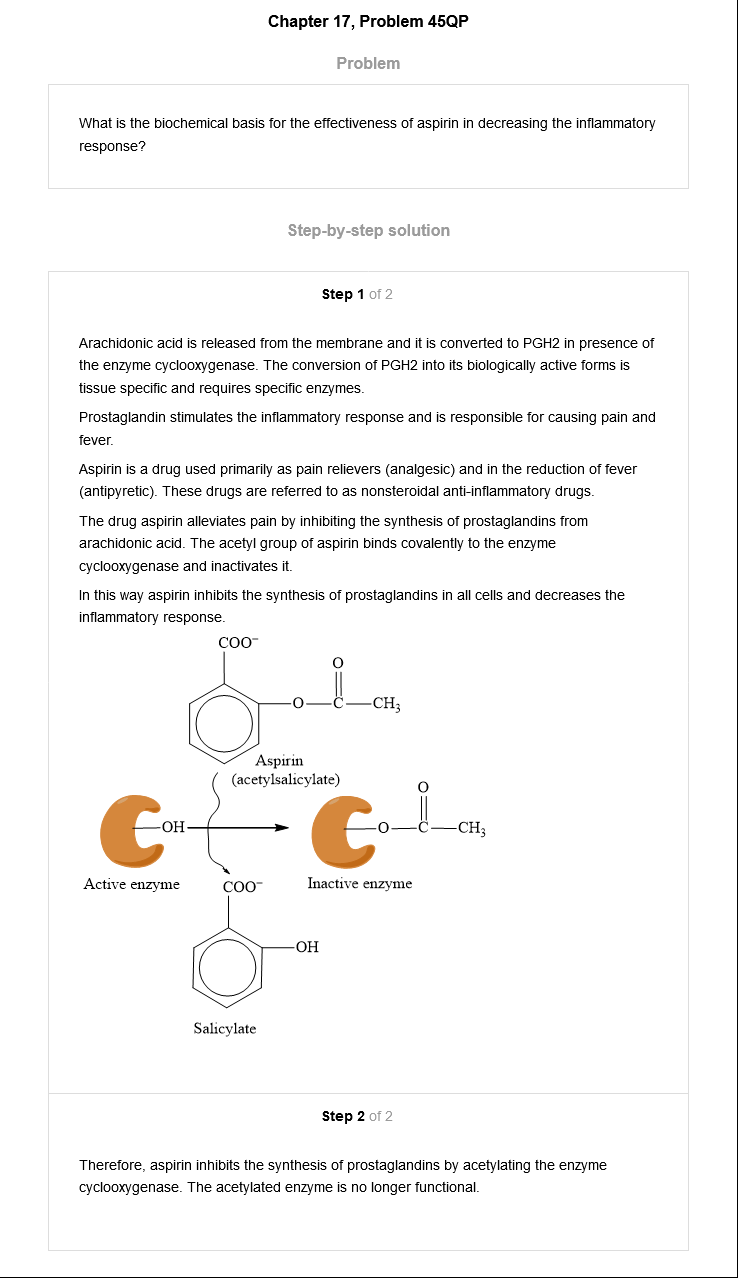 Chapter 17, Problem 45QP
Problem
What is the biochemical basis for the effectiveness of aspirin in decreasing the inflammatory
response?
Step-by-step solution
Step 1 of 2
Arachidonic acid is released from the membrane and it is converted to PGH2 in presence of
the enzyme cyclooxygenase. The conversion of PGH2 into its biologically active forms is
tissue specific and requires specific enzymes.
Prostaglandin stimulates the inflammatory response and is responsible for causing pain and
fever.
Aspirin is a drug used primarily as pain relievers (analgesic) and in the reduction of fever
(antipyretic). These drugs are referred to as nonsteroidal anti-inflammatory drugs.
The drug aspirin alleviates pain by inhibiting the synthesis of prostaglandins from
arachidonic acid. The acetyl group of aspirin binds covalently to the enzyme
cyclooxygenase and inactivates it.
In this way aspirin inhibits the synthesis of prostaglandins in all cells and decreases the
inflammatory response.
COO⁻
O
O C CH₃
Aspirin
(acetylsalicylate)
O
OH O C CH₃
Active enzyme COO⁻ Inactive enzyme
OH
Salicylate
Step 2 of 2
Therefore, aspirin inhibits the synthesis of prostaglandins by acetylating the enzyme
cyclooxygenase. The acetylated enzyme is no longer functional.